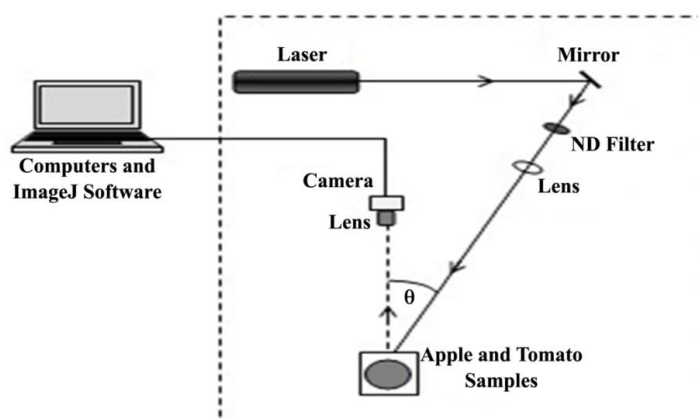 Laser
Mirror
ND Filter
Computers and
ImageJ Software
Camera
Lens
Lens
θ
Apple and Tomato
Samples